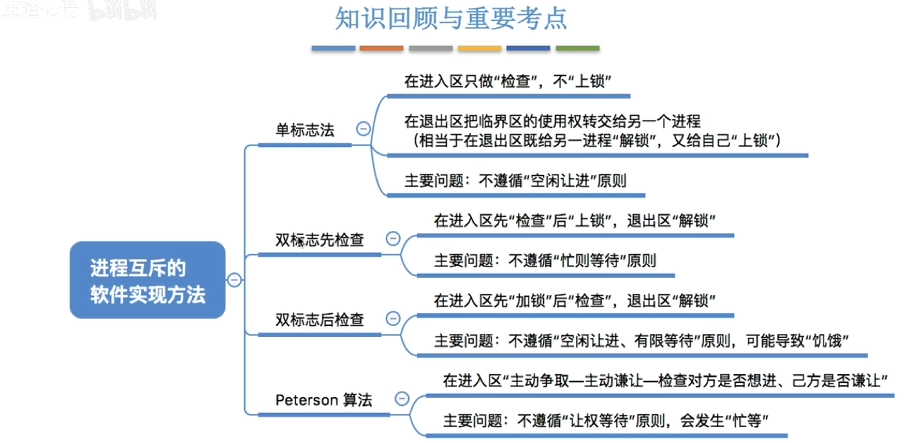 知识回顾与重要考点
在进入区只做“检查”，不“上锁”
单标志法
在退出区把临界区的使用权转交给另一个进程
（相当于在退出区既给另一进程“解锁”，又给自己“上锁”）
主要问题：不遵循“空闲让进”原则
在进入区先“检查”后“上锁”，退出区“解锁”
双标志先检查
主要问题：不遵循“忙则等待”原则
进程互斥的
软件实现方法
在进入区先“加锁”后“检查”，退出区“解锁”
双标志后检查
主要问题：不遵循“空闲让进、有限等待”原则，可能导致“饥饿”
在进入区“主动争取—主动谦让—检查对方是否想进、己方是否谦让”
Peterson 算法
主要问题：不遵循“让权等待”原则，会发生“忙等”